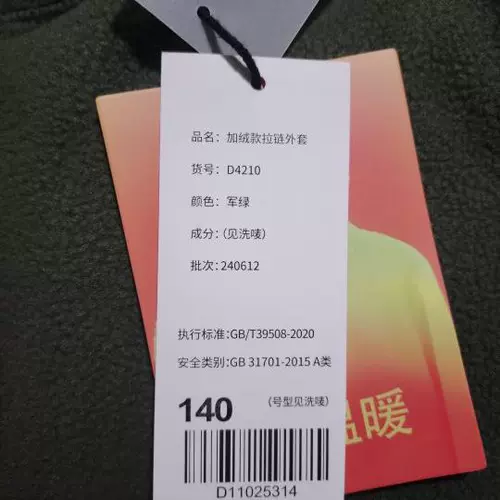 品名：加绒款拉链外套
货号：D4210
颜色：军绿
成分：（见洗唛）
批次：240612
执行标准：GB/T39508-2020
安全类别：GB 31701-2015 A类
140（号型见洗唛）
D11025314
温暖